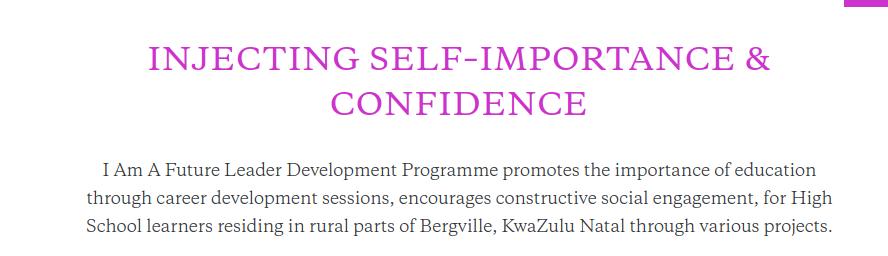 INJECTING SELF-IMPORTANCE &
CONFIDENCE
I Am A Future Leader Development Programme promotes the importance of education
through career development sessions, encourages constructive social engagement, for High
School learners residing in rural parts of Bergville, KwaZulu Natal through various projects.